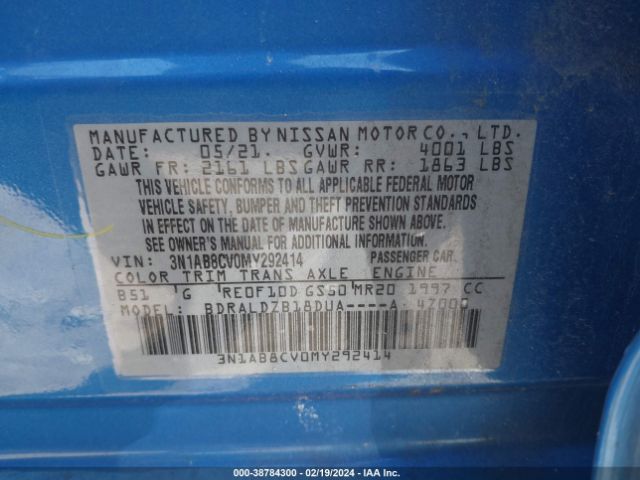 MANUFACTURED BY NISSAN MOTOR CO., LTD.
DATE: 05/21. GVWR: 4001 LBS
GAWR FR: 2161 LBS GAWR RR: 1863 LBS
THIS VEHICLE CONFORMS TO ALL APPLICABLE FEDERAL MOTOR
VEHICLE SAFETY, BUMPER AND THEFT PREVENTION STANDARDS
IN EFFECT ON THE DATE OF MANUFACTURE SHOWN ABOVE.
SEE OWNER'S MANUAL FOR ADDITIONAL INFORMATION.
VIN: 3N1AB8CV0MY292414 PASSENGER CAR.
COLOR TRIM TRANS AXLE ENGINE
B51 G RE0F10D GS50 MR20 1997 CC
MODEL: BDRALDZB18DUA----A- 47000
3N1AB8CV0MY292414
000-38784300 - 02/19/2024 - IAA Inc.